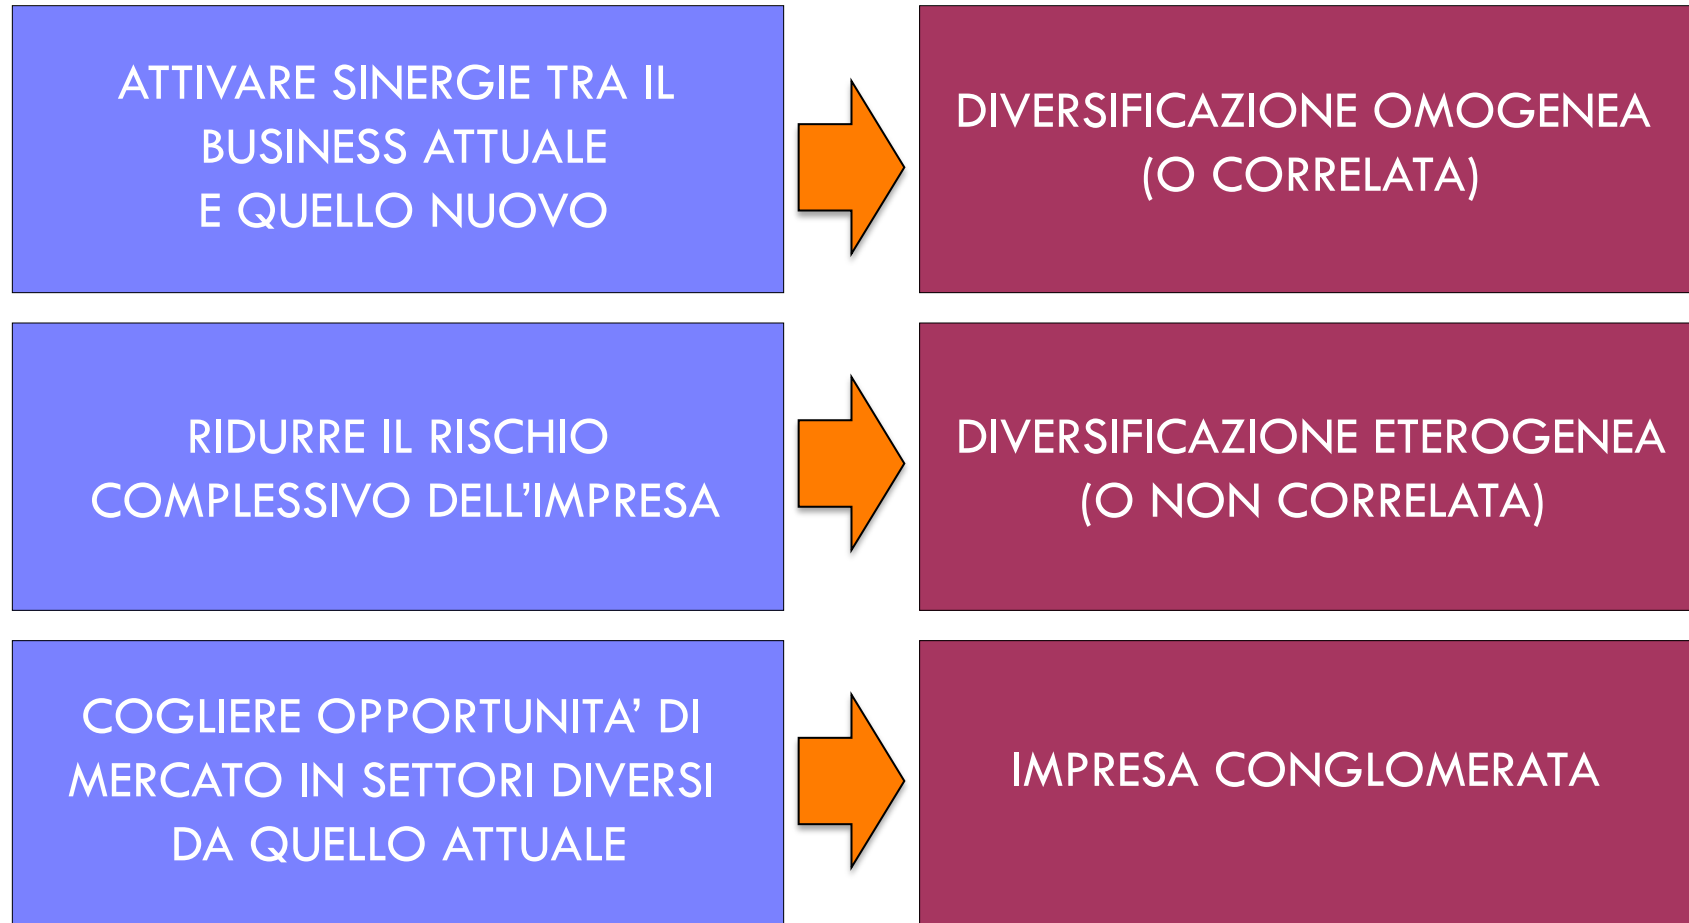 ATTIVARE SINERGIE TRA IL
BUSINESS ATTUALE
E QUELLO NUOVO
DIVERSIFICAZIONE OMOGENEA
(O CORRELATA)
RIDURRE IL RISCHIO
COMPLESSIVO DELL’IMPRESA
DIVERSIFICAZIONE ETEROGENEA
(O NON CORRELATA)
COGLIERE OPPORTUNITA’ DI
MERCATO IN SETTORI DIVERSI
DA QUELLO ATTUALE
IMPRESA CONGLOMERATA